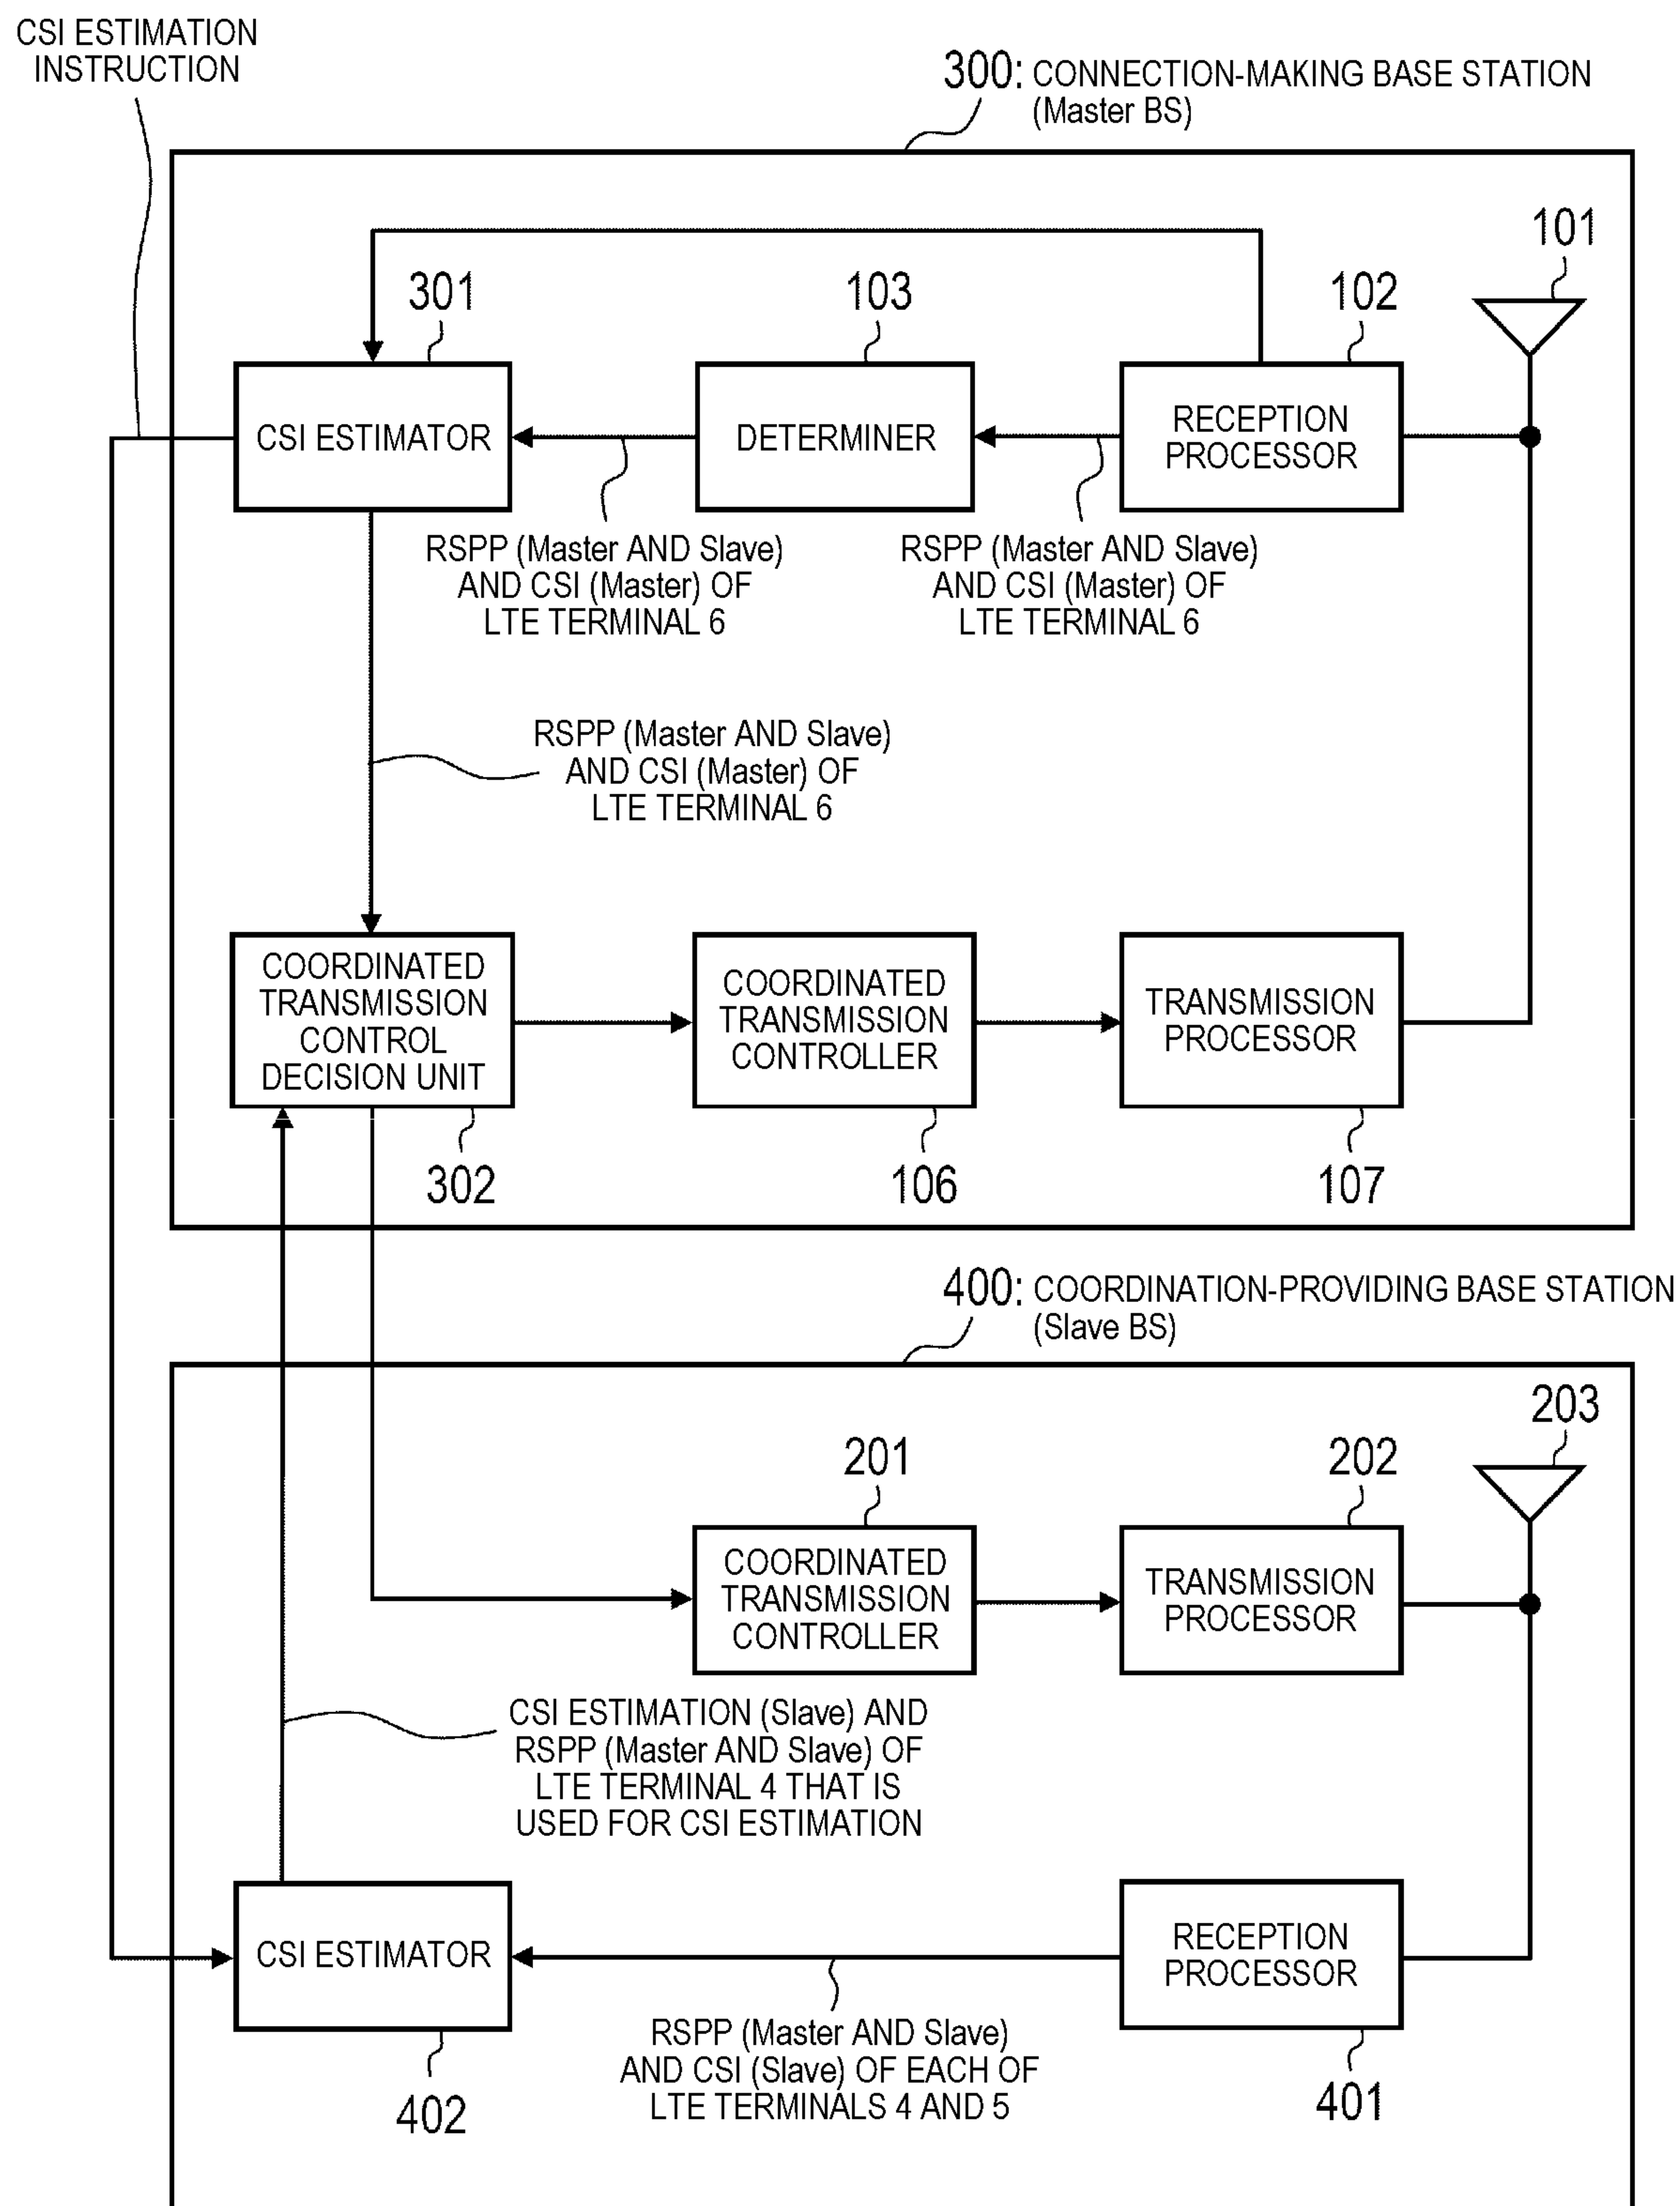 CSI ESTIMATION
INSTRUCTION
300: CONNECTION-MAKING BASE STATION
(Master BS)
101
301
103
102
CSI ESTIMATOR
DETERMINER
RECEPTION
PROCESSOR
RSPP (Master AND Slave)
AND CSI (Master) OF
LTE TERMINAL 6
RSPP (Master AND Slave)
AND CSI (Master) OF
LTE TERMINAL 6
RSPP (Master AND Slave)
AND CSI (Master) OF
LTE TERMINAL 6
COORDINATED
TRANSMISSION
CONTROL
DECISION UNIT
COORDINATED
TRANSMISSION
CONTROLLER
TRANSMISSION
PROCESSOR
302
106
107
400: COORDINATION-PROVIDING BASE STATION
(Slave BS)
203
201
202
COORDINATED
TRANSMISSION
CONTROLLER
TRANSMISSION
PROCESSOR
CSI ESTIMATION (Slave) AND
RSPP (Master AND Slave) OF
LTE TERMINAL 4 THAT IS
USED FOR CSI ESTIMATION
CSI ESTIMATOR
RECEPTION
PROCESSOR
RSPP (Master AND Slave)
AND CSI (Slave) OF EACH OF
LTE TERMINALS 4 AND 5
402
401